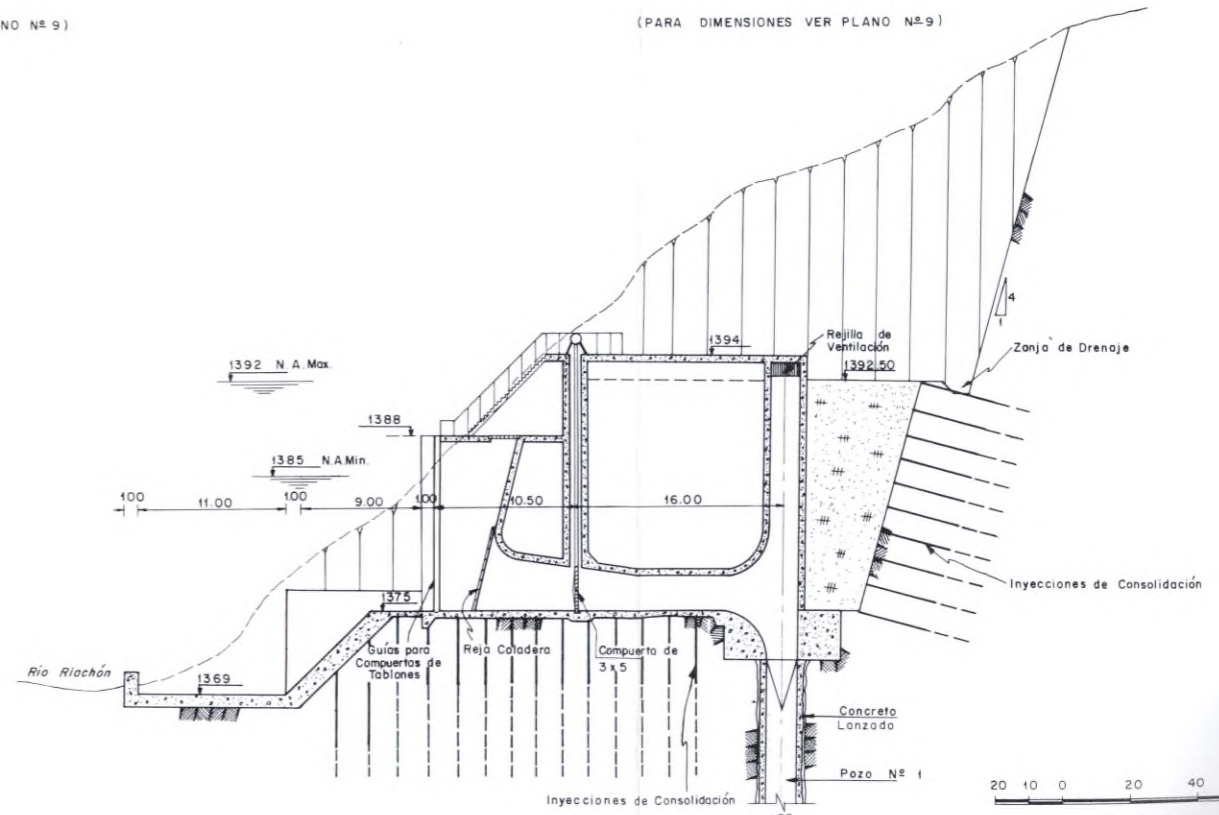 NO Nº 9)
(PARA DIMENSIONES VER PLANO Nº 9)
4
1
Rejilla de
Ventilación
Zanja de Drenaje
1394
1392.50
1392 N.A. Max.
1388
1385 N.A.Min.
1.00
11.00
1.00
9.00
1.00
10.50
16.00
Inyecciones de Consolidación
1375
Guías para
Compuertas de
Tablones
Reja Coladera
Compuerta de
3 x 5
Río Riachón
1369
Concreto
Lanzado
Pozo Nº 1
Inyecciones de Consolidación
20 10 0 20 40